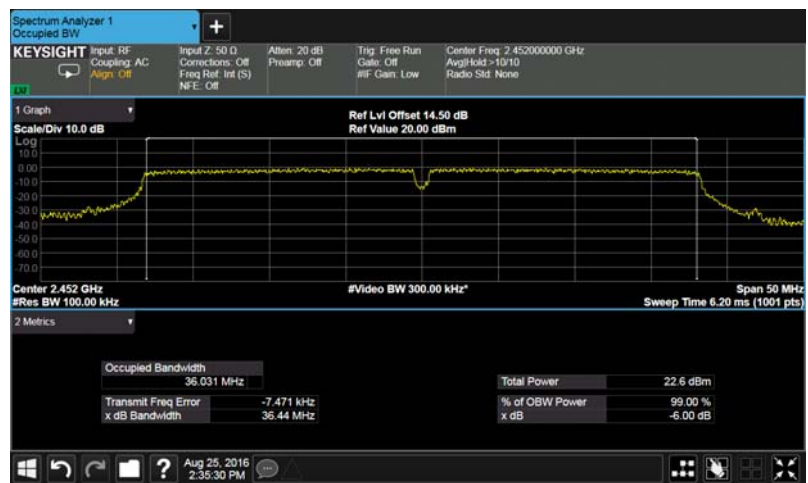 Spectrum Analyzer 1
Occupied BW
+
KEYSIGHT
Input: RF
Coupling: AC
Align: Off
Input Z: 50 Ω
Corrections: Off
Freq Ref: Int (S)
NFE: Off
Atten: 20 dB
Preamp: Off
Trig: Free Run
Gate: Off
#IF Gain: Low
Center Freq: 2.452000000 GHz
Avg|Hold:>10/10
Radio Std: None
LXI
1 Graph
Scale/Div 10.0 dB
Ref Lvl Offset 14.50 dB
Ref Value 20.00 dBm
Log
10.0
0.00
-10.0
-20.0
-30.0
-40.0
-50.0
-60.0
-70.0
Center 2.452 GHz
#Res BW 100.00 kHz
#Video BW 300.00 kHz*
Span 50 MHz
Sweep Time 6.20 ms (1001 pts)
2 Metrics
Occupied Bandwidth
36.031 MHz
Transmit Freq Error -7.471 kHz
x dB Bandwidth 36.44 MHz
Total Power 22.6 dBm
% of OBW Power 99.00 %
x dB -6.00 dB
?
Aug 25, 2016
2:35:30 PM